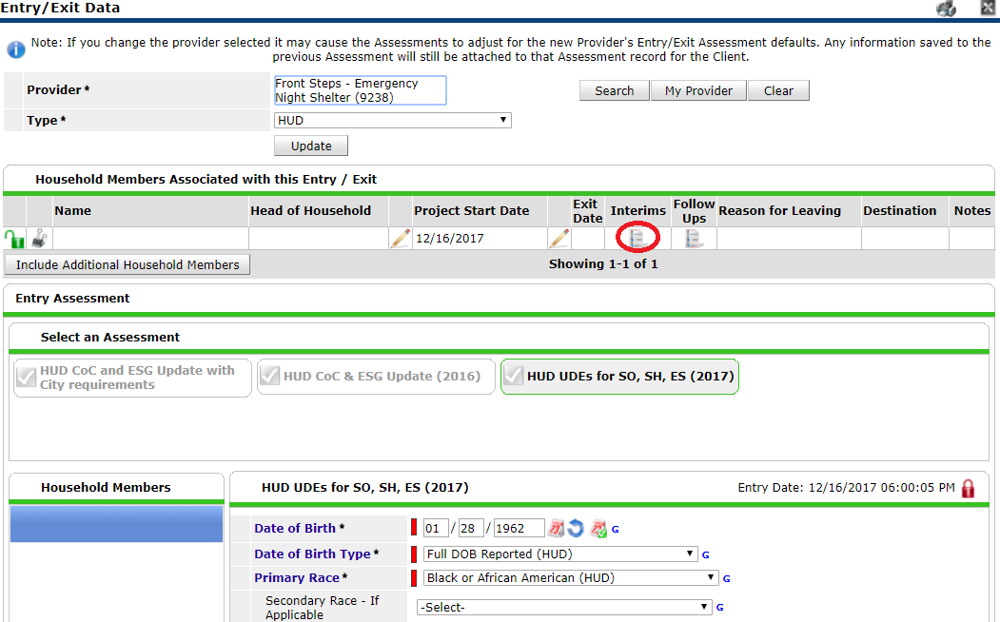 Entry/Exit Data
Note: If you change the provider selected it may cause the Assessments to adjust for the new Provider's Entry/Exit Assessment defaults. Any information saved to the
previous Assessment will still be attached to that Assessment record for the Client.
Provider *
Front Steps - Emergency
Night Shelter (9238)
Search My Provider Clear
Type *
HUD
Update
Household Members Associated with this Entry / Exit
Name Head of Household Project Start Date Exit Date Interims Follow Ups Reason for Leaving Destination Notes
12/16/2017
Include Additional Household Members Showing 1-1 of 1
Entry Assessment
Select an Assessment
HUD CoC and ESG Update with
City requirements
HUD CoC & ESG Update (2016)
HUD UDEs for SO, SH, ES (2017)
Household Members
HUD UDEs for SO, SH, ES (2017) Entry Date: 12/16/2017 06:00:05 PM
Date of Birth * 01 / 28 / 1962 G
Date of Birth Type * Full DOB Reported (HUD) G
Primary Race * Black or African American (HUD) G
Secondary Race - If
Applicable
-Select- G